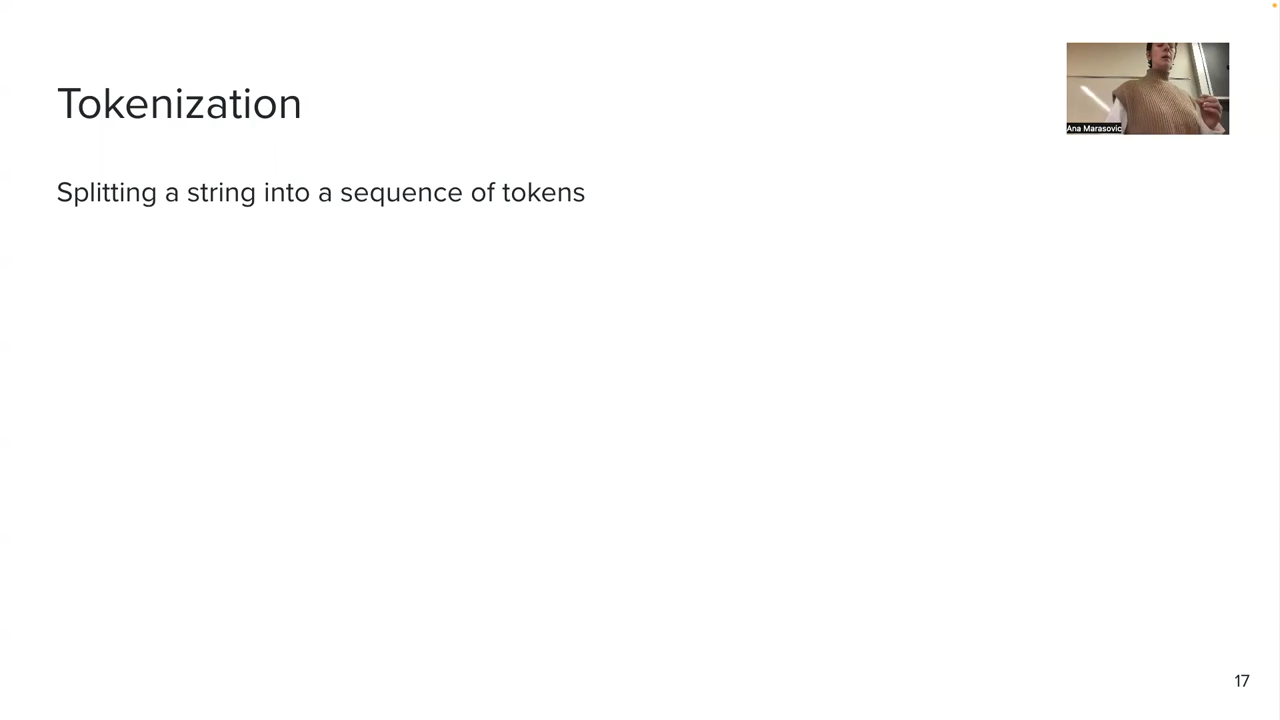 Tokenization
Ana Marasovic
Splitting a string into a sequence of tokens
17